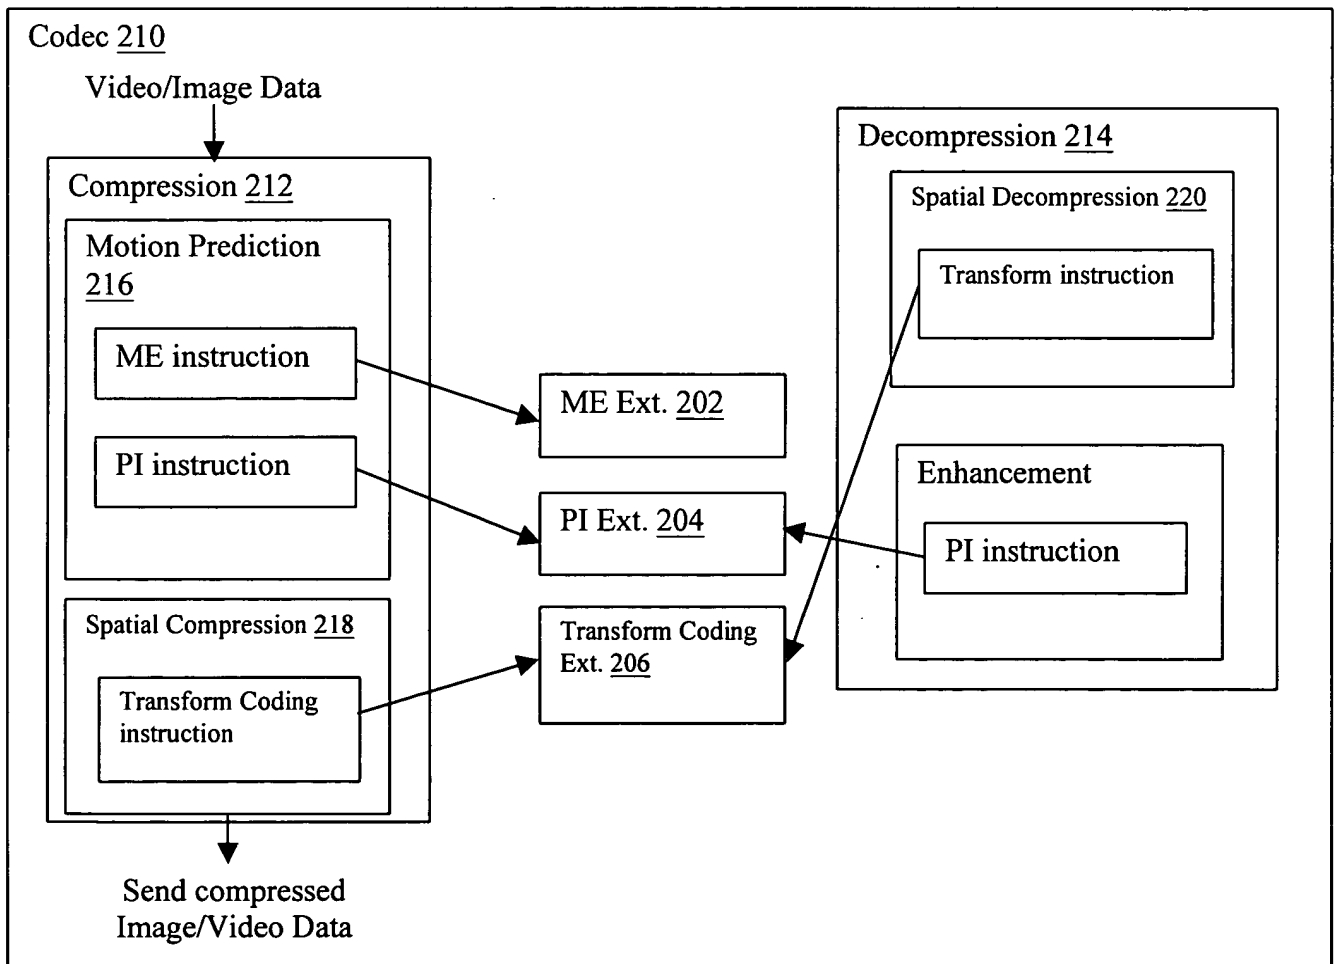 Codec 210
Video/Image Data
Compression 212
Motion Prediction
216
ME instruction
PI instruction
Spatial Compression 218
Transform Coding
instruction
Send compressed
Image/Video Data
ME Ext. 202
PI Ext. 204
Transform Coding
Ext. 206
Decompression 214
Spatial Decompression 220
Transform instruction
Enhancement
PI instruction